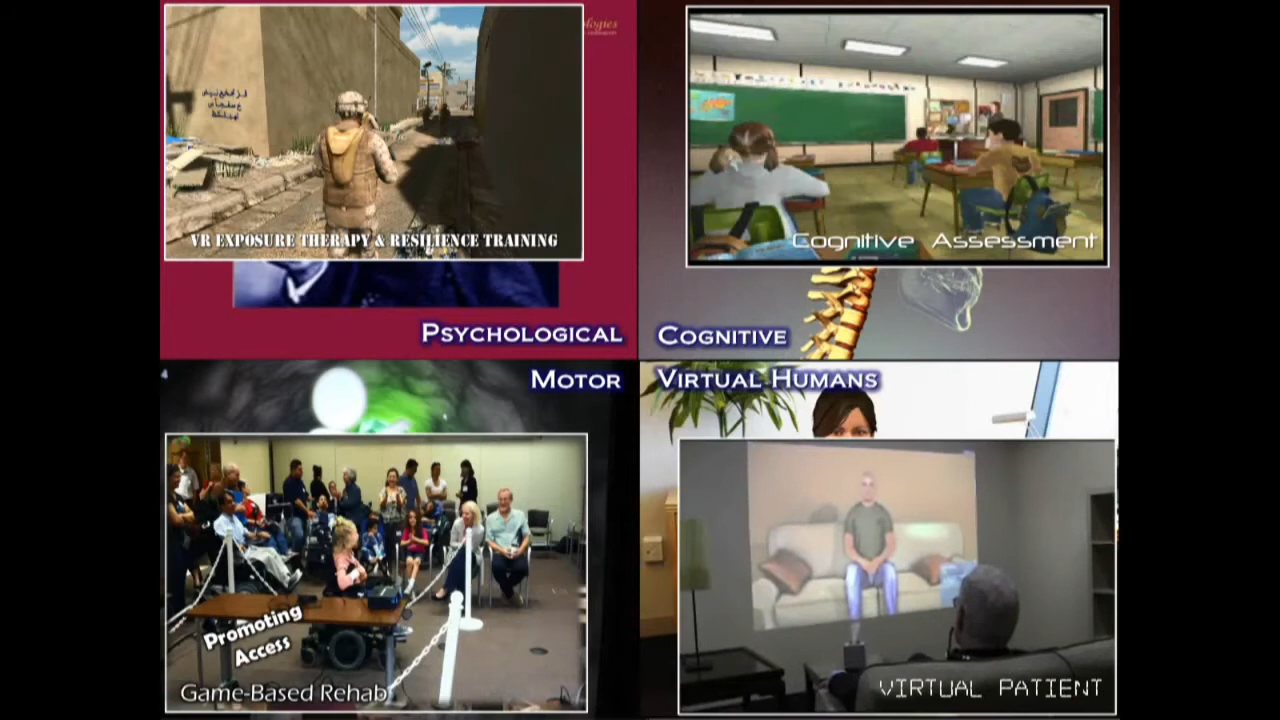 VR EXPOSURE THERAPY & RESILIENCE TRAINING
Cognitive Assessment
PSYCHOLOGICAL
COGNITIVE
MOTOR
VIRTUAL HUMANS
Promoting
Access
Game-Based Rehab
VIRTUAL PATIENT